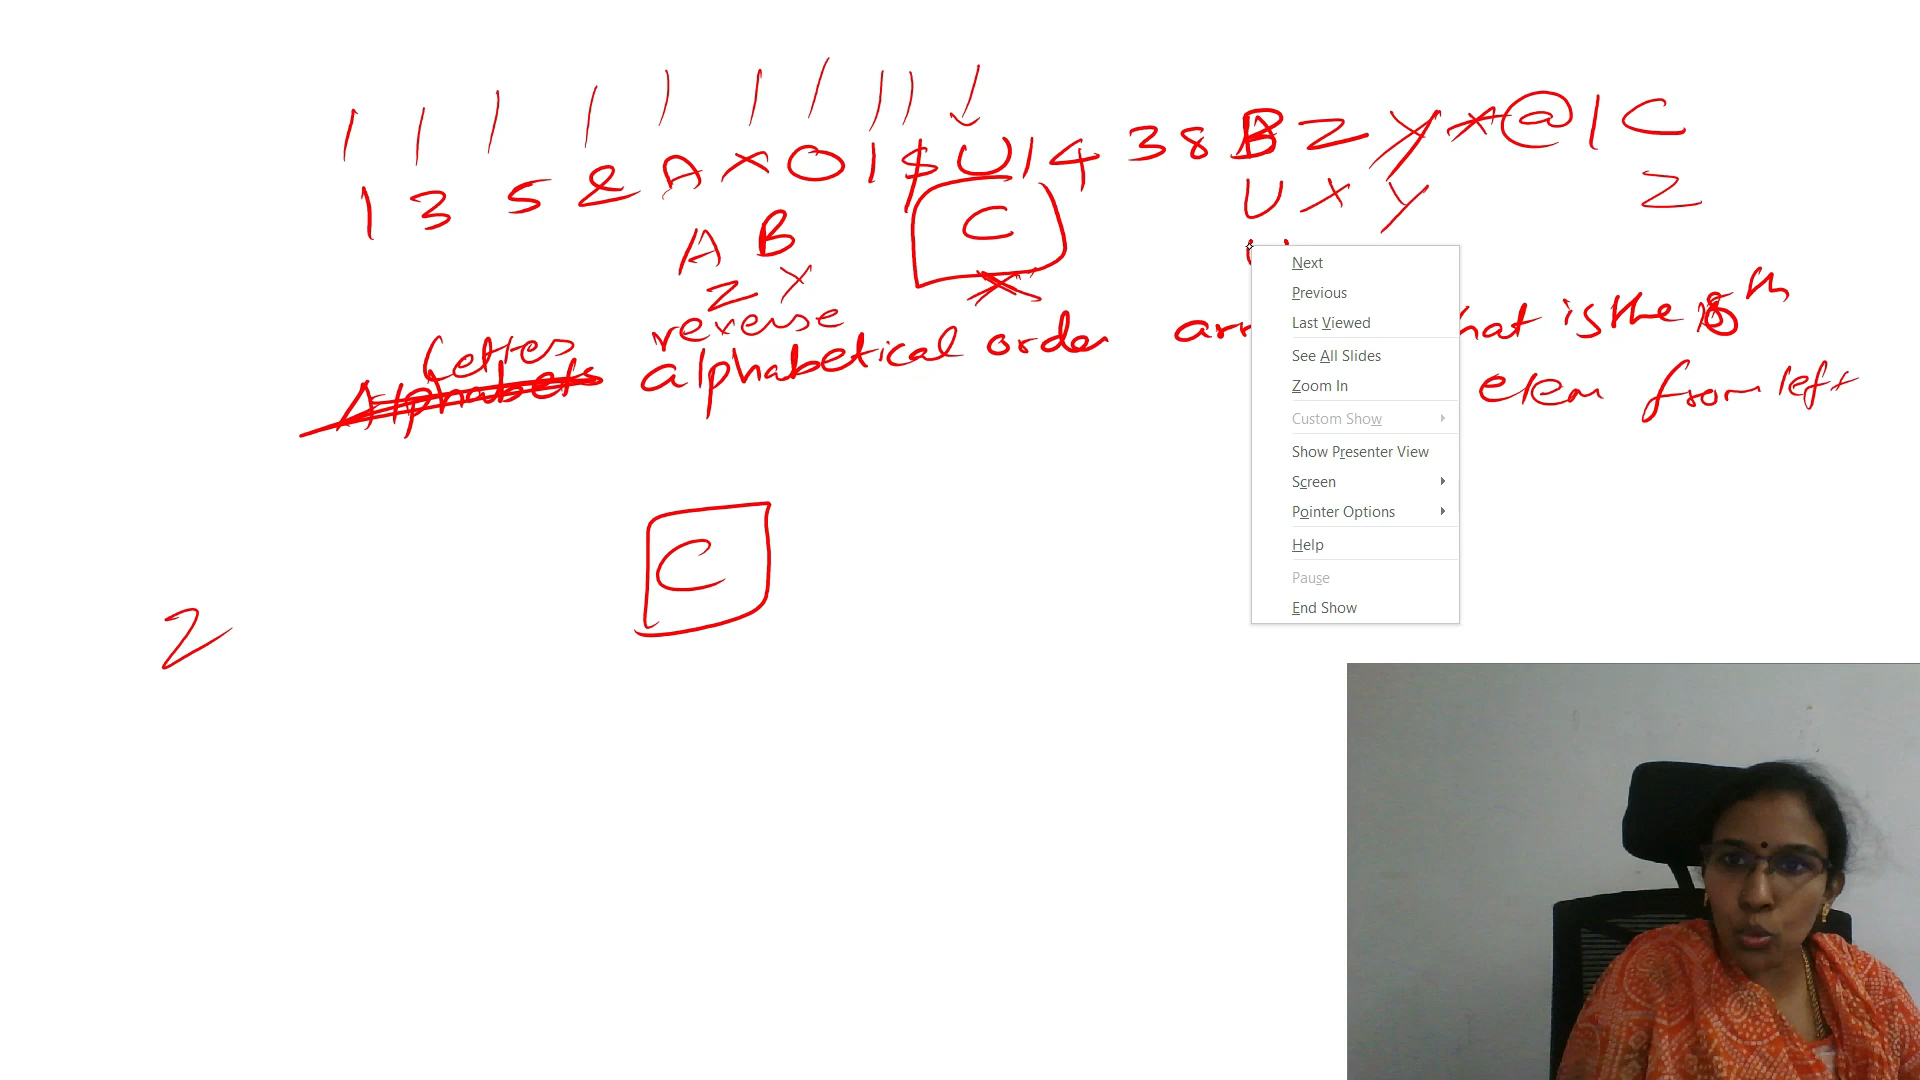 1 3 5 & A X O 1 $ U 1 4 3 8 B Z Y * @ 1 C
A B C U X Y Z
Z Y X
letters reverse
alphabetical order arr hat is the th
elem from left
C
2
Next
Previous
Last Viewed
See All Slides
Zoom In
Custom Show
Show Presenter View
Screen
Pointer Options
Help
Pause
End Show